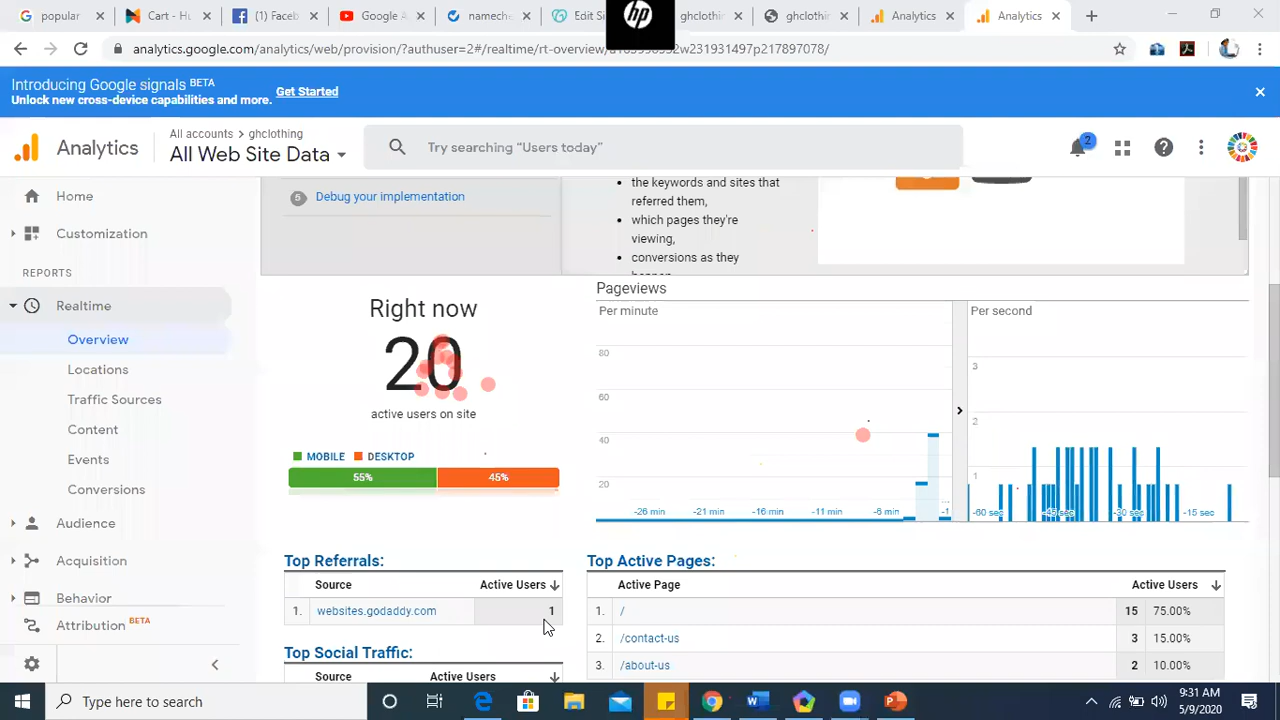 popular
Cart - Hu
(1) Faceb
Google A
namech
Edit Si
ghclothing
ghclothin
Analytics
Analytics
hp
analytics.google.com/analytics/web/provision/?authuser=2#/realtime/rt-overview/
Introducing Google signals BETA
Unlock new cross-device capabilities and more. Get Started
Analytics
All accounts > ghclothing
All Web Site Data
Try searching “Users today”
2
Home
Customization
REPORTS
Realtime
Overview
Locations
Traffic Sources
Content
Events
Conversions
Audience
Acquisition
Behavior
Attribution BETA
5 Debug your implementation
the keywords and sites that
referred them,
which pages they're
viewing,
conversions as they
Right now
20
active users on site
MOBILE DESKTOP
55% 45%
Pageviews
Per minute
80
60
40
20
-26 min -21 min -16 min -11 min -6 min -1
Per second
3
2
1
-60 sec -45 sec -30 sec -15 sec
Top Referrals:
Source Active Users
1. websites.godaddy.com 1
Top Social Traffic:
Source Active Users
Top Active Pages:
Active Page Active Users
1. / 15 75.00%
2. /contact-us 3 15.00%
3. /about-us 2 10.00%
Type here to search
9:31 AM
5/9/2020